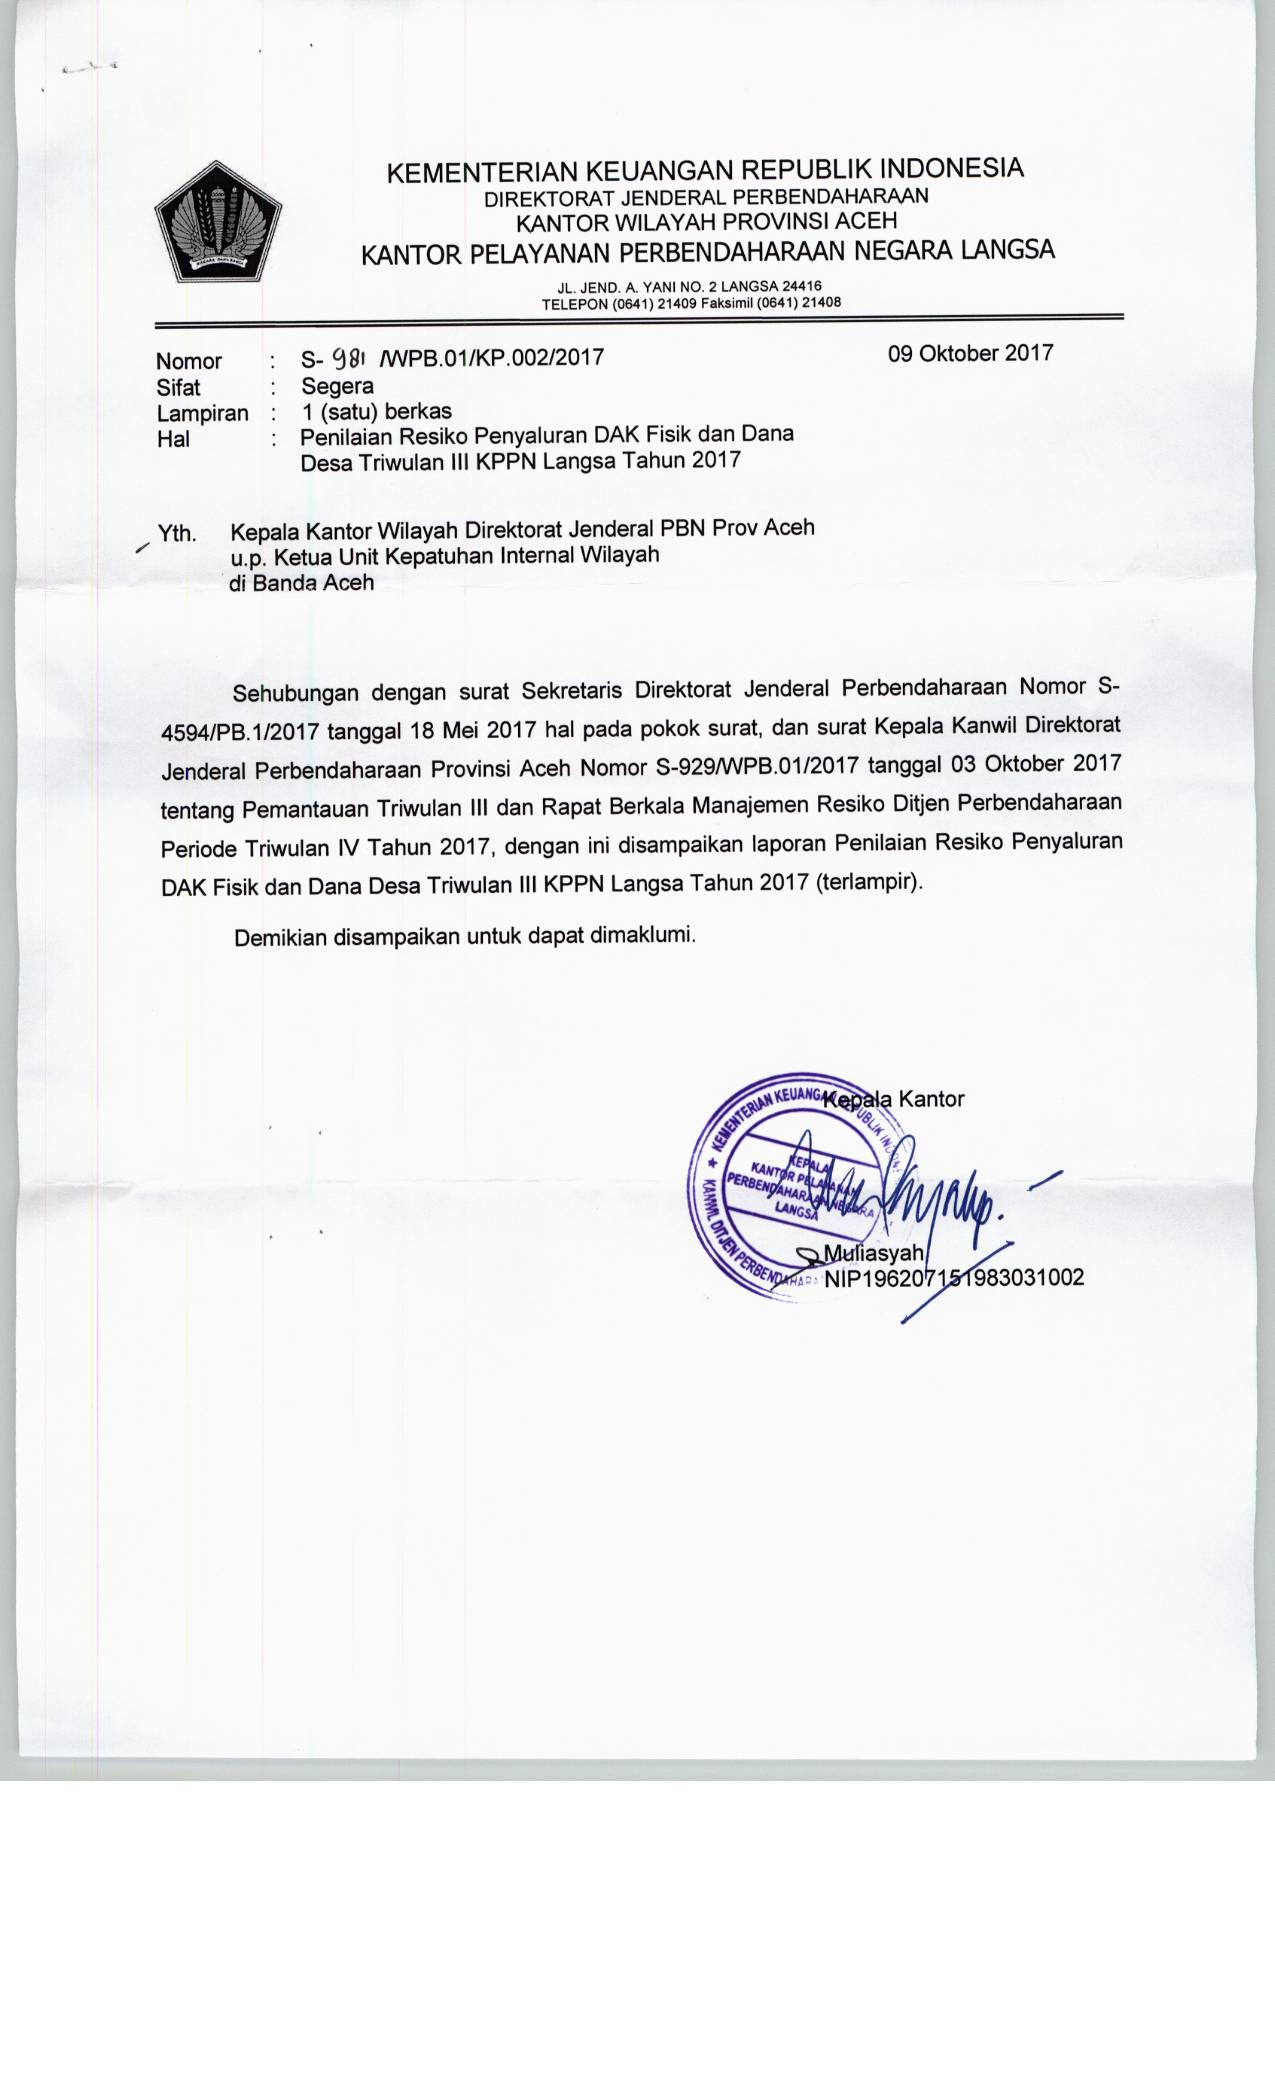 KEMENTERIAN KEUANGAN REPUBLIK INDONESIA
DIREKTORAT JENDERAL PERBENDAHARAAN
KANTOR WILAYAH PROVINSI ACEH
KANTOR PELAYANAN PERBENDAHARAAN NEGARA LANGSA
JL. JEND. A. YANI NO. 2 LANGSA 24416
TELEPON (0641) 21409 Faksimil (0641) 21408
Nomor : S- 981 /WPB.01/KP.002/2017 09 Oktober 2017
Sifat : Segera
Lampiran : 1 (satu) berkas
Hal : Penilaian Resiko Penyaluran DAK Fisik dan Dana
Desa Triwulan III KPPN Langsa Tahun 2017
Yth. Kepala Kantor Wilayah Direktorat Jenderal PBN Prov Aceh
u.p. Ketua Unit Kepatuhan Internal Wilayah
di Banda Aceh
Sehubungan dengan surat Sekretaris Direktorat Jenderal Perbendaharaan Nomor S-
4594/PB.1/2017 tanggal 18 Mei 2017 hal pada pokok surat, dan surat Kepala Kanwil Direktorat
Jenderal Perbendaharaan Provinsi Aceh Nomor S-929/WPB.01/2017 tanggal 03 Oktober 2017
tentang Pemantauan Triwulan III dan Rapat Berkala Manajemen Resiko Ditjen Perbendaharaan
Periode Triwulan IV Tahun 2017, dengan ini disampaikan laporan Penilaian Resiko Penyaluran
DAK Fisik dan Dana Desa Triwulan III KPPN Langsa Tahun 2017 (terlampir).
Demikian disampaikan untuk dapat dimaklumi.
Kepala Kantor
KEMENTERIAN KEUANGAN REPUBLIK
KEPALA
KANTOR PELAYANAN
PERBENDAHARAAN NEGARA
LANGSA
KANWIL DITJEN
Muliasyah
NIP196207151983031002